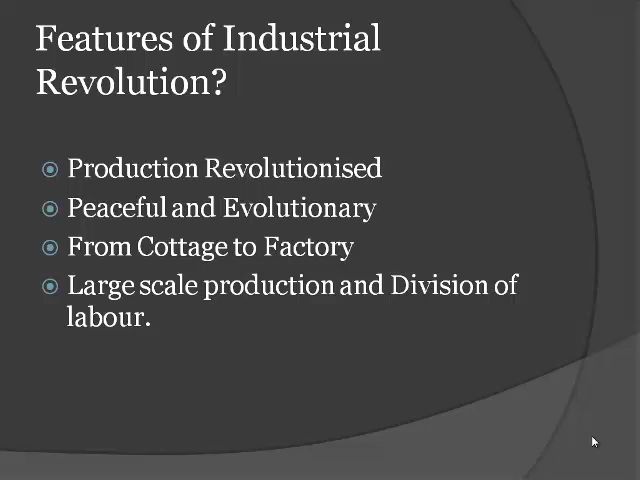 Features of Industrial
Revolution?
Production Revolutionised
Peaceful and Evolutionary
From Cottage to Factory
Large scale production and Division of
labour.